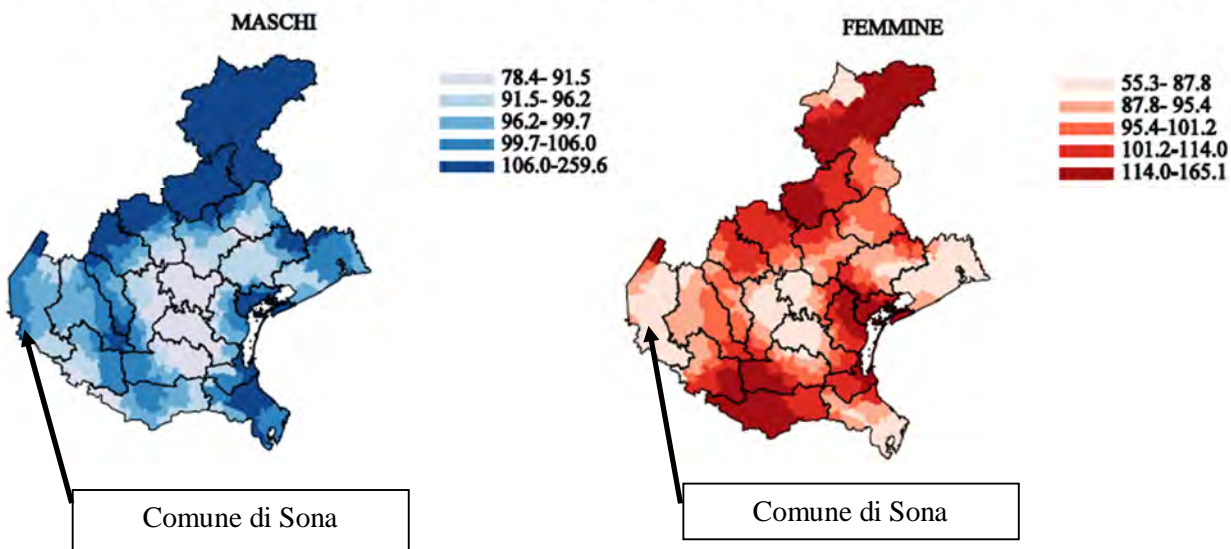 MASCHI
78.4- 91.5
91.5- 96.2
96.2- 99.7
99.7-106.0
106.0-259.6
Comune di Sona
FEMMINE
55.3- 87.8
87.8- 95.4
95.4-101.2
101.2-114.0
114.0-165.1
Comune di Sona